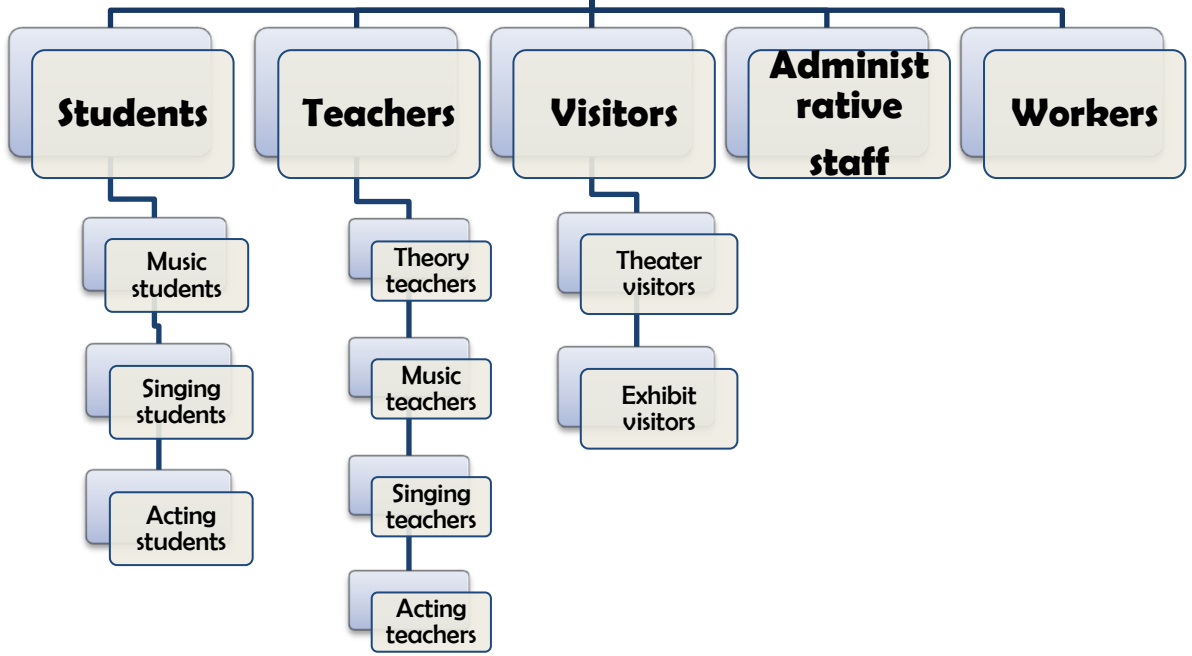 Students
Teachers
Visitors
Administ
rative
staff
Workers
Music
students
Singing
students
Acting
students
Theory
teachers
Music
teachers
Singing
teachers
Acting
teachers
Theater
visitors
Exhibit
visitors